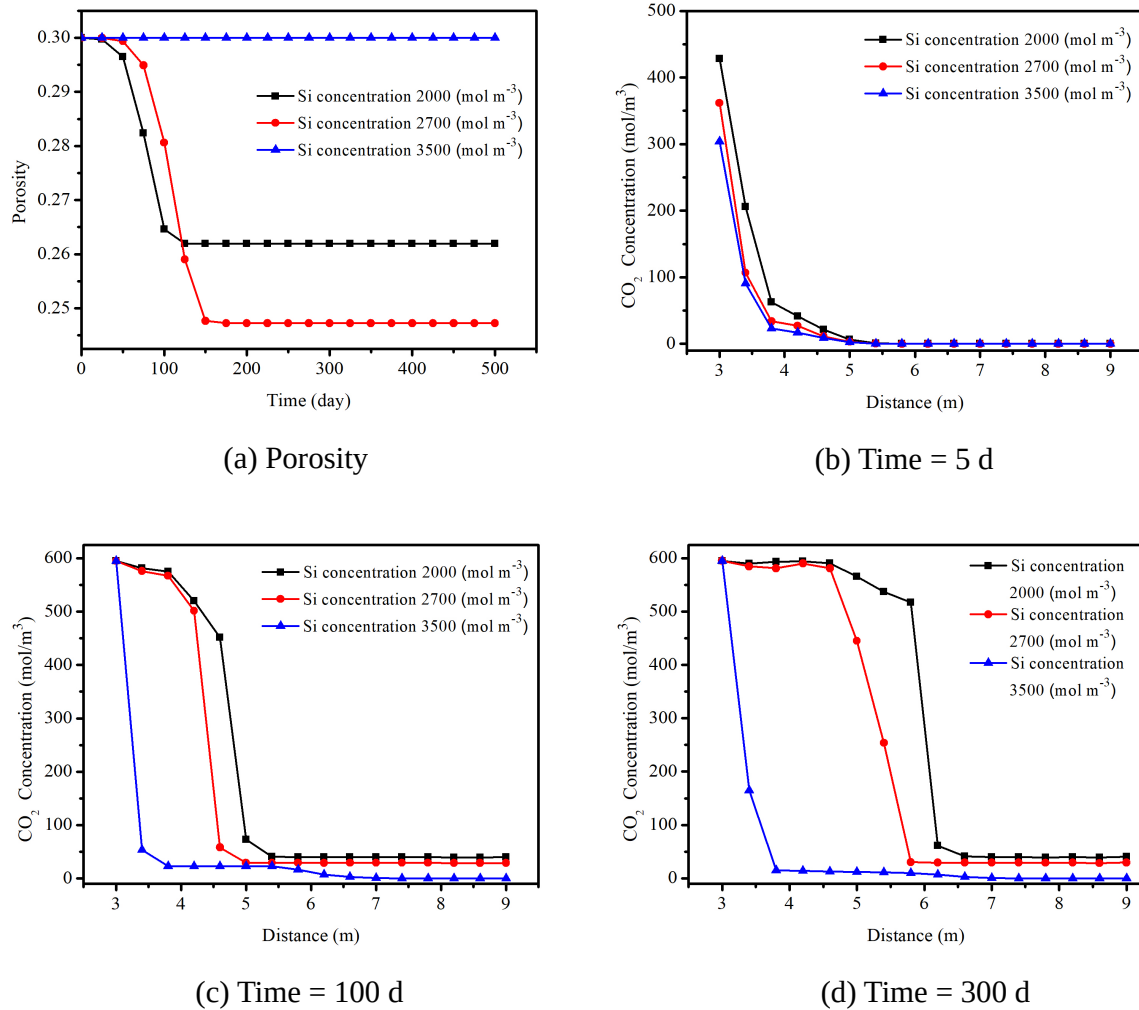 0.30
0.29
0.28
0.27
0.26
0.25
Porosity
Si concentration 2000 (mol m⁻³)
Si concentration 2700 (mol m⁻³)
Si concentration 3500 (mol m⁻³)
0 100 200 300 400 500
Time (day)
(a) Porosity
500
400
300
200
100
0
CO₂ Concentration (mol/m³)
Si concentration 2000 (mol m⁻³)
Si concentration 2700 (mol m⁻³)
Si concentration 3500 (mol m⁻³)
3 4 5 6 7 8 9
Distance (m)
(b) Time = 5 d
600
500
400
300
200
100
0
CO₂ Concentration (mol/m³)
Si concentration 2000 (mol m⁻³)
Si concentration 2700 (mol m⁻³)
Si concentration 3500 (mol m⁻³)
3 4 5 6 7 8 9
Distance (m)
(c) Time = 100 d
600
500
400
300
200
100
0
CO₂ Concentration (mol/m³)
Si concentration
2000 (mol m⁻³)
Si concentration
2700 (mol m⁻³)
Si concentration
3500 (mol m⁻³)
3 4 5 6 7 8 9
Distance (m)
(d) Time = 300 d